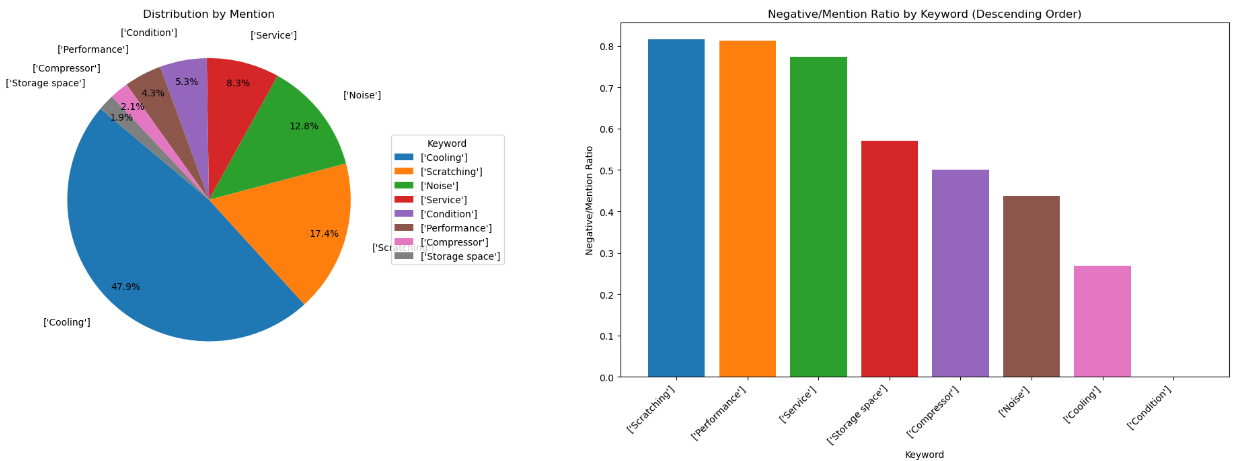 Distribution by Mention
['Condition']
['Service']
['Performance']
['Compressor']
['Storage space']
['Noise']
5.3%
8.3%
4.3%
2.1%
1.9%
12.8%
17.4%
47.9%
['Cooling']
['Scratching']
Keyword
['Cooling']
['Scratching']
['Noise']
['Service']
['Condition']
['Performance']
['Compressor']
['Storage space']
Negative/Mention Ratio by Keyword (Descending Order)
Negative/Mention Ratio
0.8
0.7
0.6
0.5
0.4
0.3
0.2
0.1
0.0
['Scratching']
['Performance']
['Service']
['Storage space']
['Compressor']
['Noise']
['Cooling']
['Condition']
Keyword